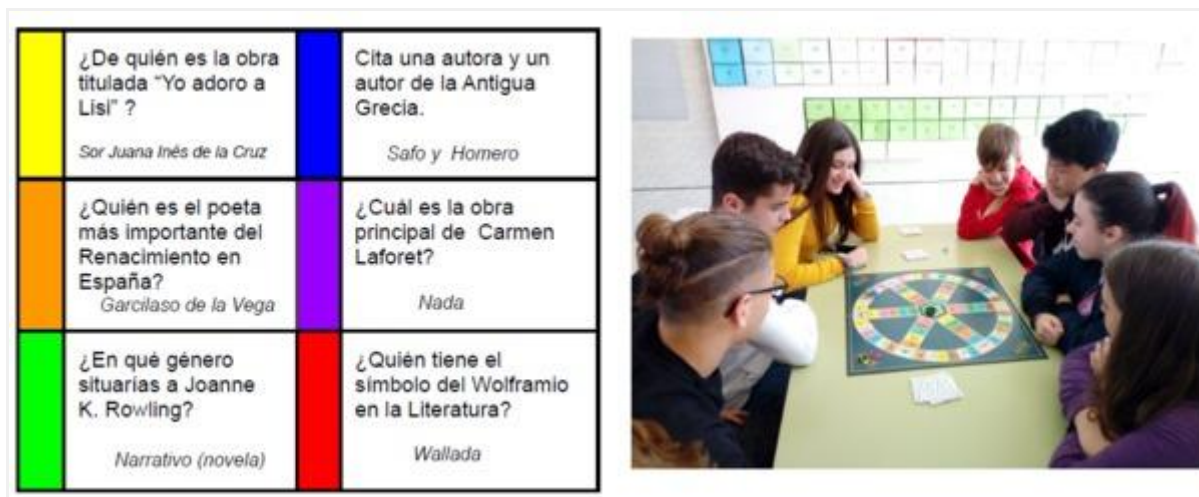 ¿De quién es la obra
titulada “Yo adoro a
Lisi” ?
Sor Juana Inés de la Cruz
Cita una autora y un
autor de la Antigua
Grecia.
Safo y Homero
¿Quién es el poeta
más importante del
Renacimiento en
España?
Garcilaso de la Vega
¿Cuál es la obra
principal de Carmen
Laforet?
Nada
¿En qué género
situarías a Joanne
K. Rowling?
Narrativo (novela)
¿Quién tiene el
símbolo del Wolframio
en la Literatura?
Wallada